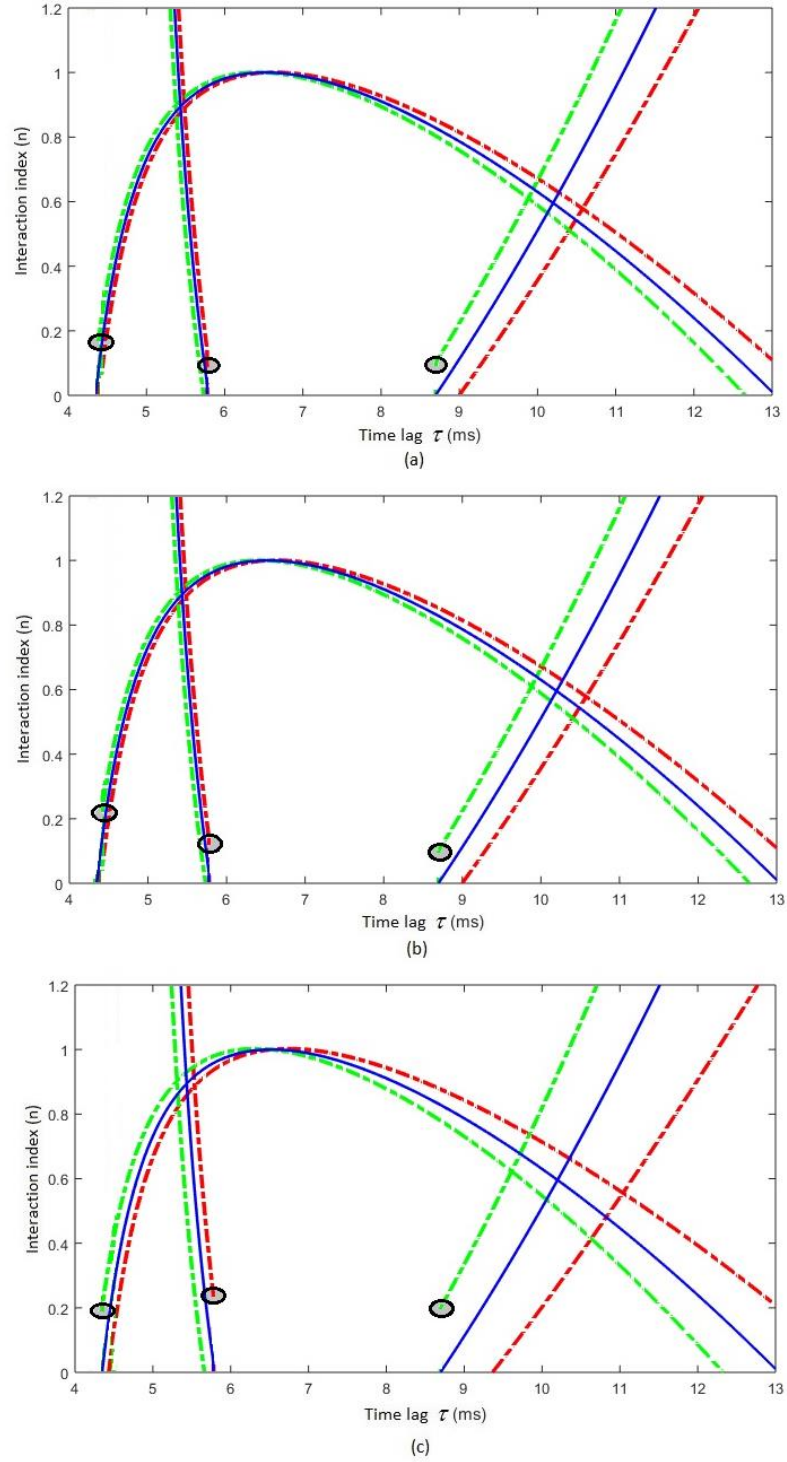 1.2
1
0.8
0.6
0.4
0.2
0
Interaction index (n)
4 5 6 7 8 9 10 11 12 13
Time lag τ (ms)
(a)
1.2
1
0.8
0.6
0.4
0.2
0
Interaction index (n)
4 5 6 7 8 9 10 11 12 13
Time lag τ (ms)
(b)
1.2
1
0.8
0.6
0.4
0.2
0
Interaction index (n)
4 5 6 7 8 9 10 11 12 13
Time lag τ (ms)
(c)